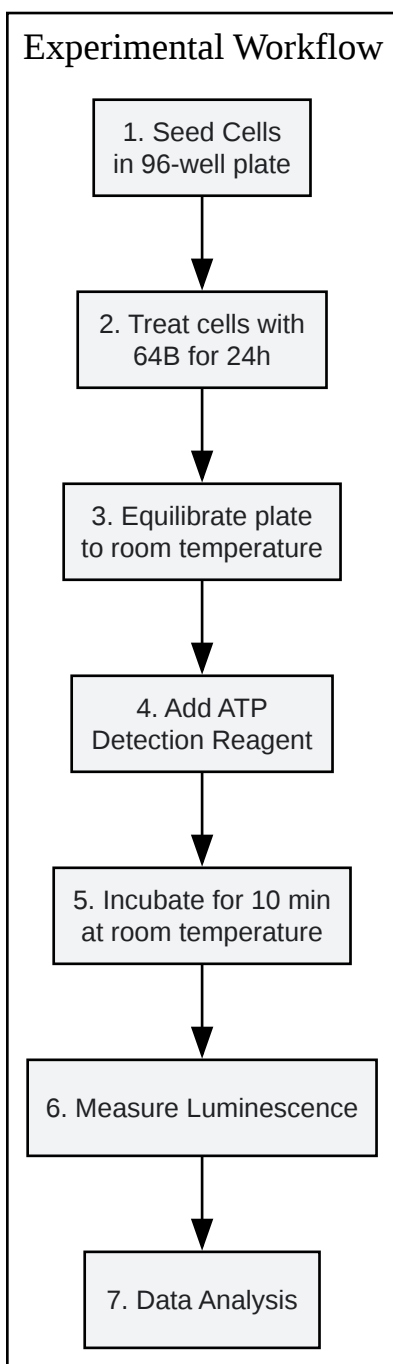 Experimental Workflow
1. Seed Cells
in 96-well plate
2. Treat cells with
64B for 24h
3. Equilibrate plate
to room temperature
4. Add ATP
Detection Reagent
5. Incubate for 10 min
at room temperature
6. Measure Luminescence
7. Data Analysis